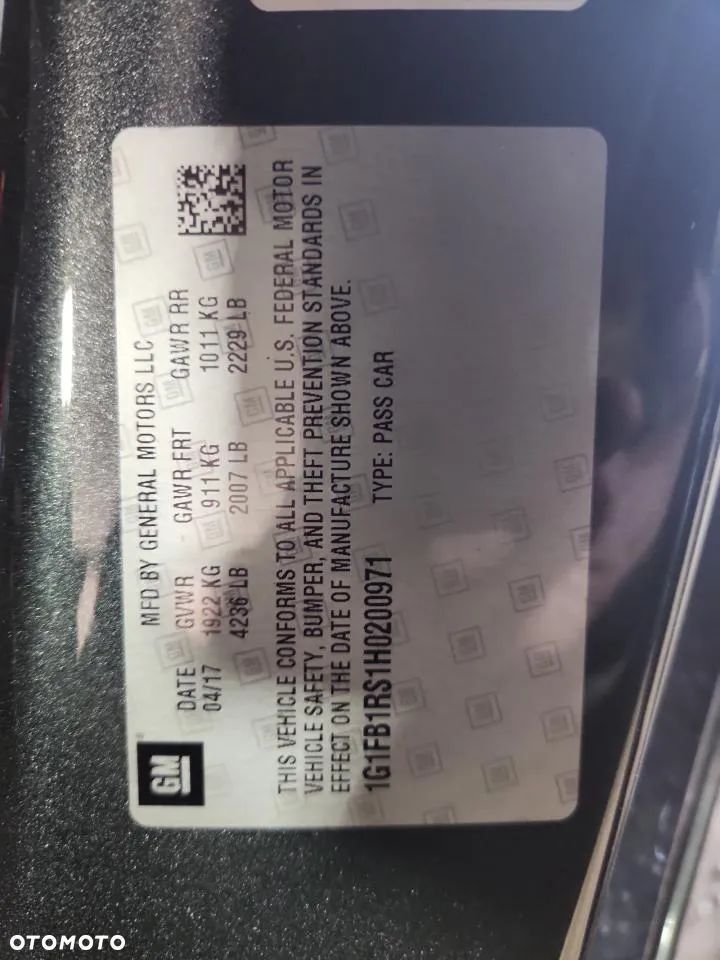 GM
MFD BY GENERAL MOTORS LLC
DATE GVWR GAWR FRT GAWR RR
04/17 1922 KG 911 KG 1011 KG
4236 LB 2007 LB 2229 LB
THIS VEHICLE CONFORMS TO ALL APPLICABLE U.S. FEDERAL MOTOR
VEHICLE SAFETY, BUMPER, AND THEFT PREVENTION STANDARDS IN
EFFECT ON THE DATE OF MANUFACTURE SHOWN ABOVE.
1G1FB1RS1H0200971 TYPE: PASS CAR
OTOMOTO